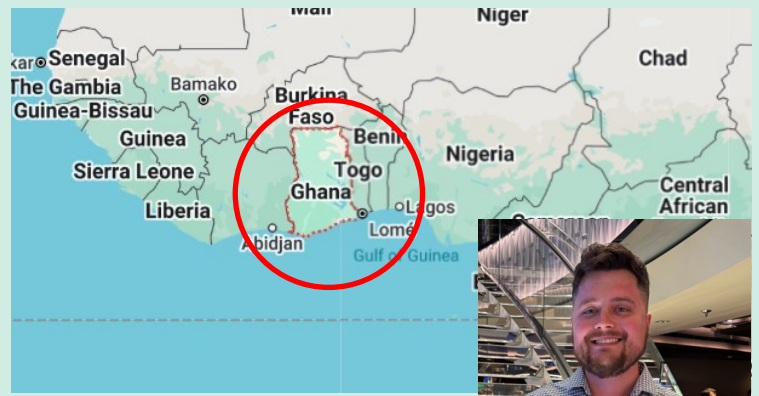 Mali
Niger
kar
Senegal
Chad
The Gambia
Bamako
Guinea-Bissau
Burkina
Faso
Guinea
Benin
Nigeria
Togo
Sierra Leone
Ghana
Central
African
Liberia
Lagos
Lomé
Abidjan
Gulf of Guinea